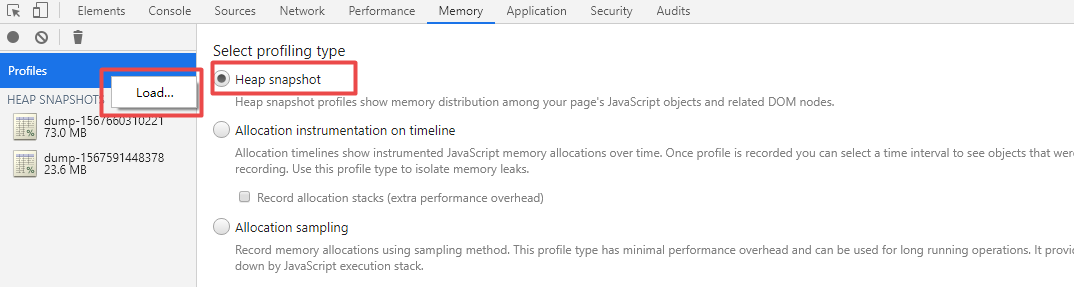 Elements Console Sources Network Performance Memory Application Security Audits
Profiles
Load...
HEAP SNAPSHOTS
dump-1567660310221
73.0 MB
dump-1567591448378
23.6 MB
Select profiling type
Heap snapshot
Heap snapshot profiles show memory distribution among your page's JavaScript objects and related DOM nodes.
Allocation instrumentation on timeline
Allocation timelines show instrumented JavaScript memory allocations over time. Once profile is recorded you can select a time interval to see objects that were
recording. Use this profile type to isolate memory leaks.
Record allocation stacks (extra performance overhead)
Allocation sampling
Record memory allocations using sampling method. This profile type has minimal performance overhead and can be used for long running operations. It provid
down by JavaScript execution stack.